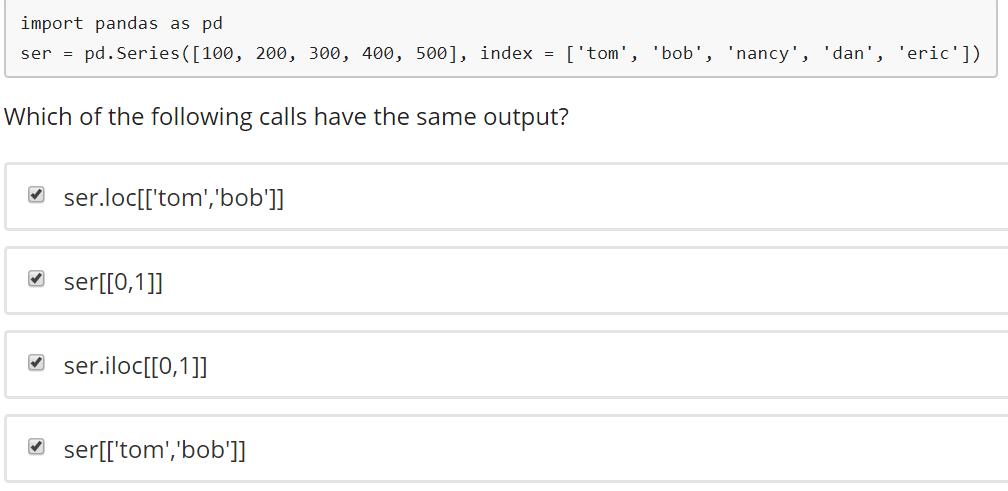 import pandas as pd
ser = pd.Series([100, 200, 300, 400, 500], index = ['tom', 'bob', 'nancy', 'dan', 'eric'])
Which of the following calls have the same output?
ser.loc[['tom','bob']]
ser[[0,1]]
ser.iloc[[0,1]]
ser[['tom','bob']]